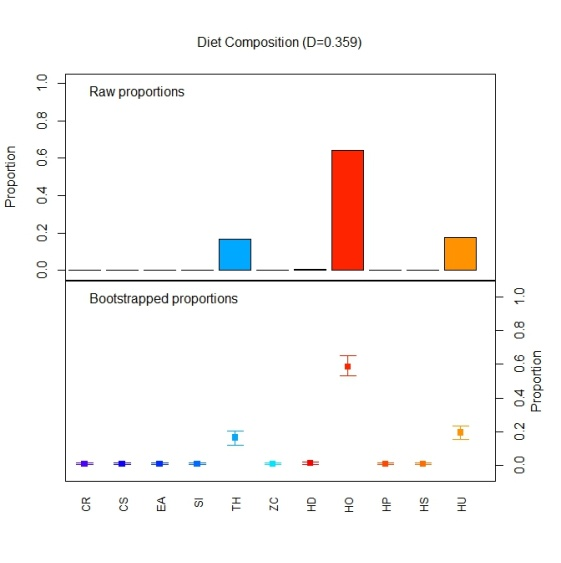 Diet Composition (D=0.359)
Raw proportions
Proportion
1.0
0.8
0.6
0.4
0.2
0.0
Bootstrapped proportions
Proportion
1.0
0.8
0.6
0.4
0.2
0.0
CR CS EA SI TH ZC HD HO HP HS HU